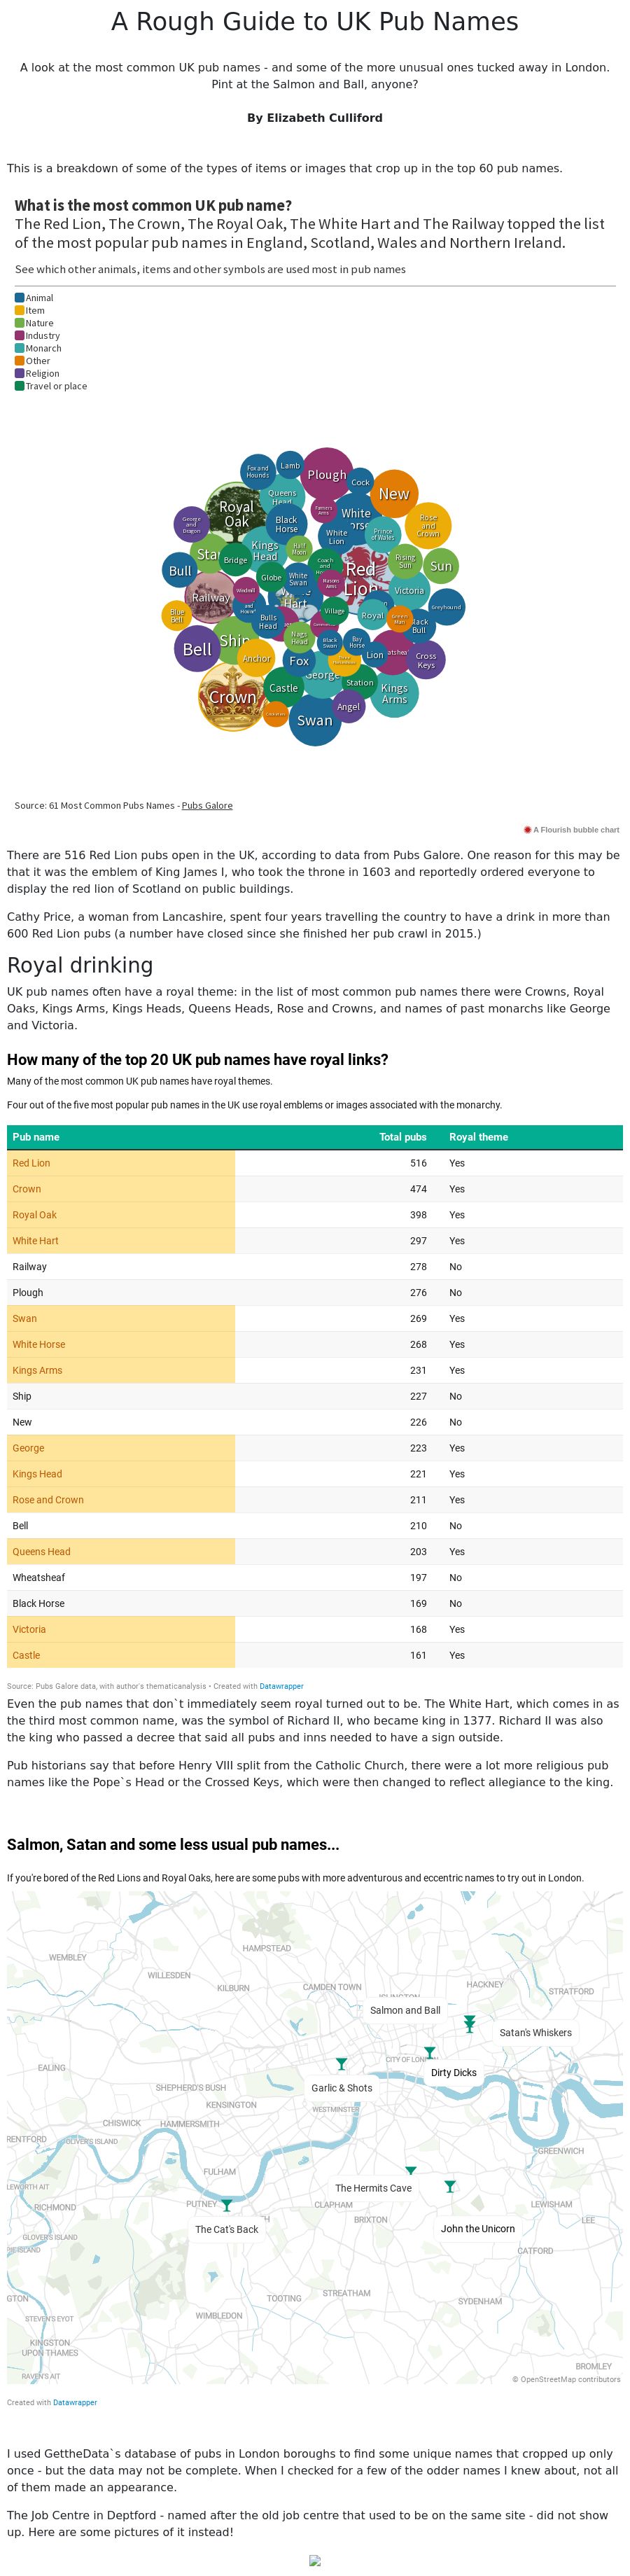 A Rough Guide to UK Pub Names
A look at the most common UK pub names - and some of the more unusual ones tucked away in London.
Pint at the Salmon and Ball, anyone?
By Elizabeth Culliford
This is a breakdown of some of the types of items or images that crop up in the top 60 pub names.
What is the most common UK pub name?
The Red Lion, The Crown, The Royal Oak, The White Hart and The Railway topped the list
of the most popular pub names in England, Scotland, Wales and Northern Ireland.
See which other animals, items and other symbols are used most in pub names
Animal
Item
Nature
Industry
Monarch
Other
Religion
Travel or place
Fox and
Hounds
Lamb
Plough
Cock
Queens
Head
New
Royal
Oak
Farriers
Arms
White
Rose
and
Crown
George
and
Dragon
Black
Horse
White
Lion
Prince
of Wales
Kings
Head
Half
Moon
Bridge
Coach
and
Rising
Sun
Sun
Bull
Globe
White
Swan
Masons
Arms
Red
Lion
Victoria
Railway
Windmill
Hart
Village
Royal
Green
Man
Greyhound
Blue
Bell
Bulls
Head
Black
Bull
Ship
Nags
Head
Black
Swan
Bay
Horse
Bell
Anchor
Fox
Lion
Cross
Keys
Castle
George
Station
Kings
Arms
Crown
Swan
Angel
Source: 61 Most Common Pubs Names - Pubs Galore
A Flourish bubble chart
There are 516 Red Lion pubs open in the UK, according to data from Pubs Galore. One reason for this may be
that it was the emblem of King James I, who took the throne in 1603 and reportedly ordered everyone to
display the red lion of Scotland on public buildings.
Cathy Price, a woman from Lancashire, spent four years travelling the country to have a drink in more than
600 Red Lion pubs (a number have closed since she finished her pub crawl in 2015.)
Royal drinking
UK pub names often have a royal theme: in the list of most common pub names there were Crowns, Royal
Oaks, Kings Arms, Kings Heads, Queens Heads, Rose and Crowns, and names of past monarchs like George
and Victoria.
How many of the top 20 UK pub names have royal links?
Many of the most common UK pub names have royal themes.
Four out of the five most popular pub names in the UK use royal emblems or images associated with the monarchy.
Pub name Total pubs Royal theme
Red Lion 516 Yes
Crown 474 Yes
Royal Oak 398 Yes
White Hart 297 Yes
Railway 278 No
Plough 276 No
Swan 269 Yes
White Horse 268 Yes
Kings Arms 231 Yes
Ship 227 No
New 226 No
George 223 Yes
Kings Head 221 Yes
Rose and Crown 211 Yes
Bell 210 No
Queens Head 203 Yes
Wheatsheaf 197 No
Black Horse 169 No
Victoria 168 Yes
Castle 161 Yes
Source: Pubs Galore data, with author's thematicanalysis • Created with Datawrapper
Even the pub names that don`t immediately seem royal turned out to be. The White Hart, which comes in as
the third most common name, was the symbol of Richard II, who became king in 1377. Richard II was also
the king who passed a decree that said all pubs and inns needed to have a sign outside.
Pub historians say that before Henry VIII split from the Catholic Church, there were a lot more religious pub
names like the Pope`s Head or the Crossed Keys, which were then changed to reflect allegiance to the king.
Salmon, Satan and some less usual pub names...
If you're bored of the Red Lions and Royal Oaks, here are some pubs with more adventurous and eccentric names to try out in London.
HAMPSTEAD
WEMBLEY
WILLESDEN
KILBURN
CAMDEN TOWN
HACKNEY
STRATFORD
ISLINGTON
Salmon and Ball
Satan's Whiskers
CITY OF LONDON
EALING
Dirty Dicks
SHEPHERD'S BUSH
Garlic & Shots
KENSINGTON
WESTMINSTER
CHISWICK
HAMMERSMITH
BRENTFORD
OLIVER'S ISLAND
GREENWICH
FULHAM
ISLEWORTH AIT
The Hermits Cave
RICHMOND
PUTNEY
CLAPHAM
LEWISHAM
BRIXTON
LEE
The Cat's Back
John the Unicorn
GLOVER'S ISLAND
CATFORD
TOOTING
STREATHAM
SYDENHAM
STEVEN'S EYOT
WIMBLEDON
KINGSTON
UPON THAMES
RAVEN'S AIT
BROMLEY
© OpenStreetMap contributors
Created with Datawrapper
I used GettheData`s database of pubs in London boroughs to find some unique names that cropped up only
once - but the data may not be complete. When I checked for a few of the odder names I knew about, not all
of them made an appearance.
The Job Centre in Deptford - named after the old job centre that used to be on the same site - did not show
up. Here are some pictures of it instead!